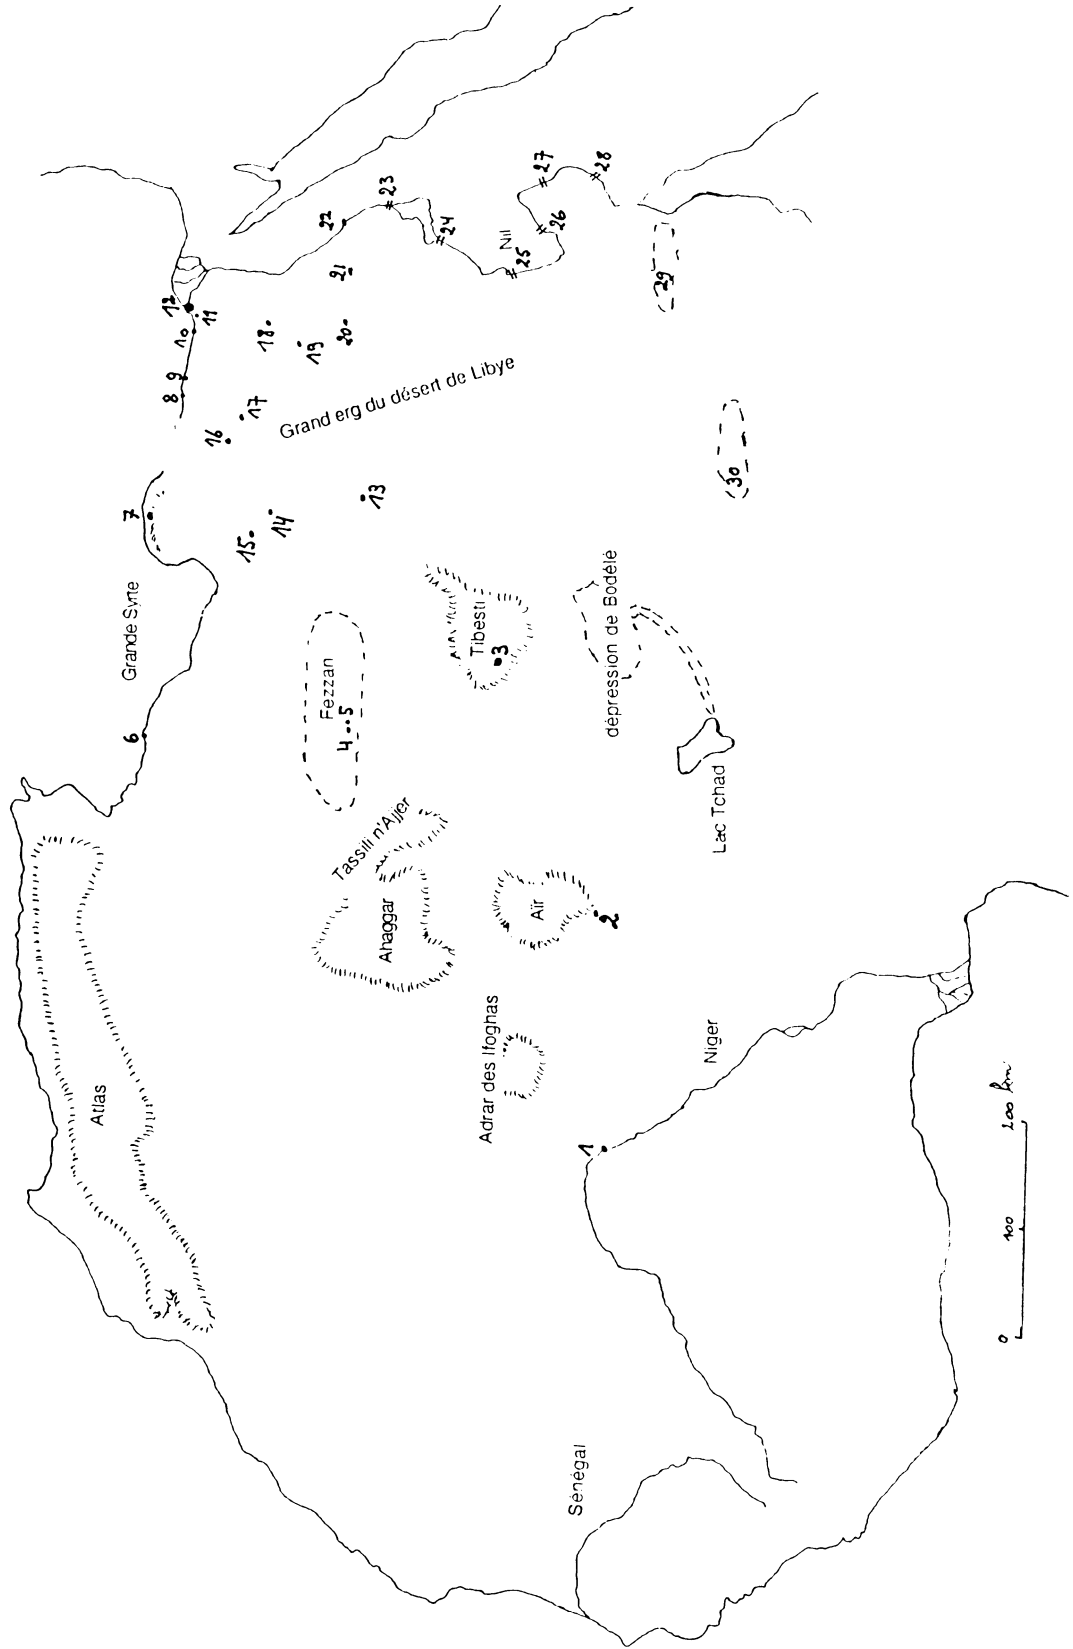 Atlas
Grande Syrte
6
7
8
9
10
11
12
16
17
15
14
13
18
19
20
21
22
23
24
Grand erg du désert de Libye
Fezzan
4
5
Tassili n'Ajjer
Ahaggar
Tibesti
3
Aïr
2
Adrar des Ifoghas
Nil
25
26
27
28
Sénégal
1
dépression de Bodélé
29
30
Niger
Lac Tchad
0 100 200 km